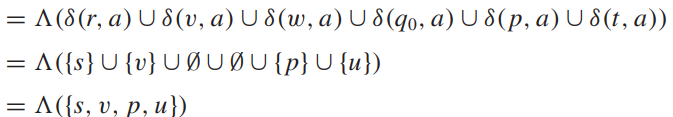 = Λ(δ(r, a) ∪ δ(v, a) ∪ δ(w, a) ∪ δ(q₀, a) ∪ δ(p, a) ∪ δ(t, a))
= Λ({s} ∪ {v} ∪ Ø ∪ Ø ∪ {p} ∪ {u})
= Λ({s, v, p, u})